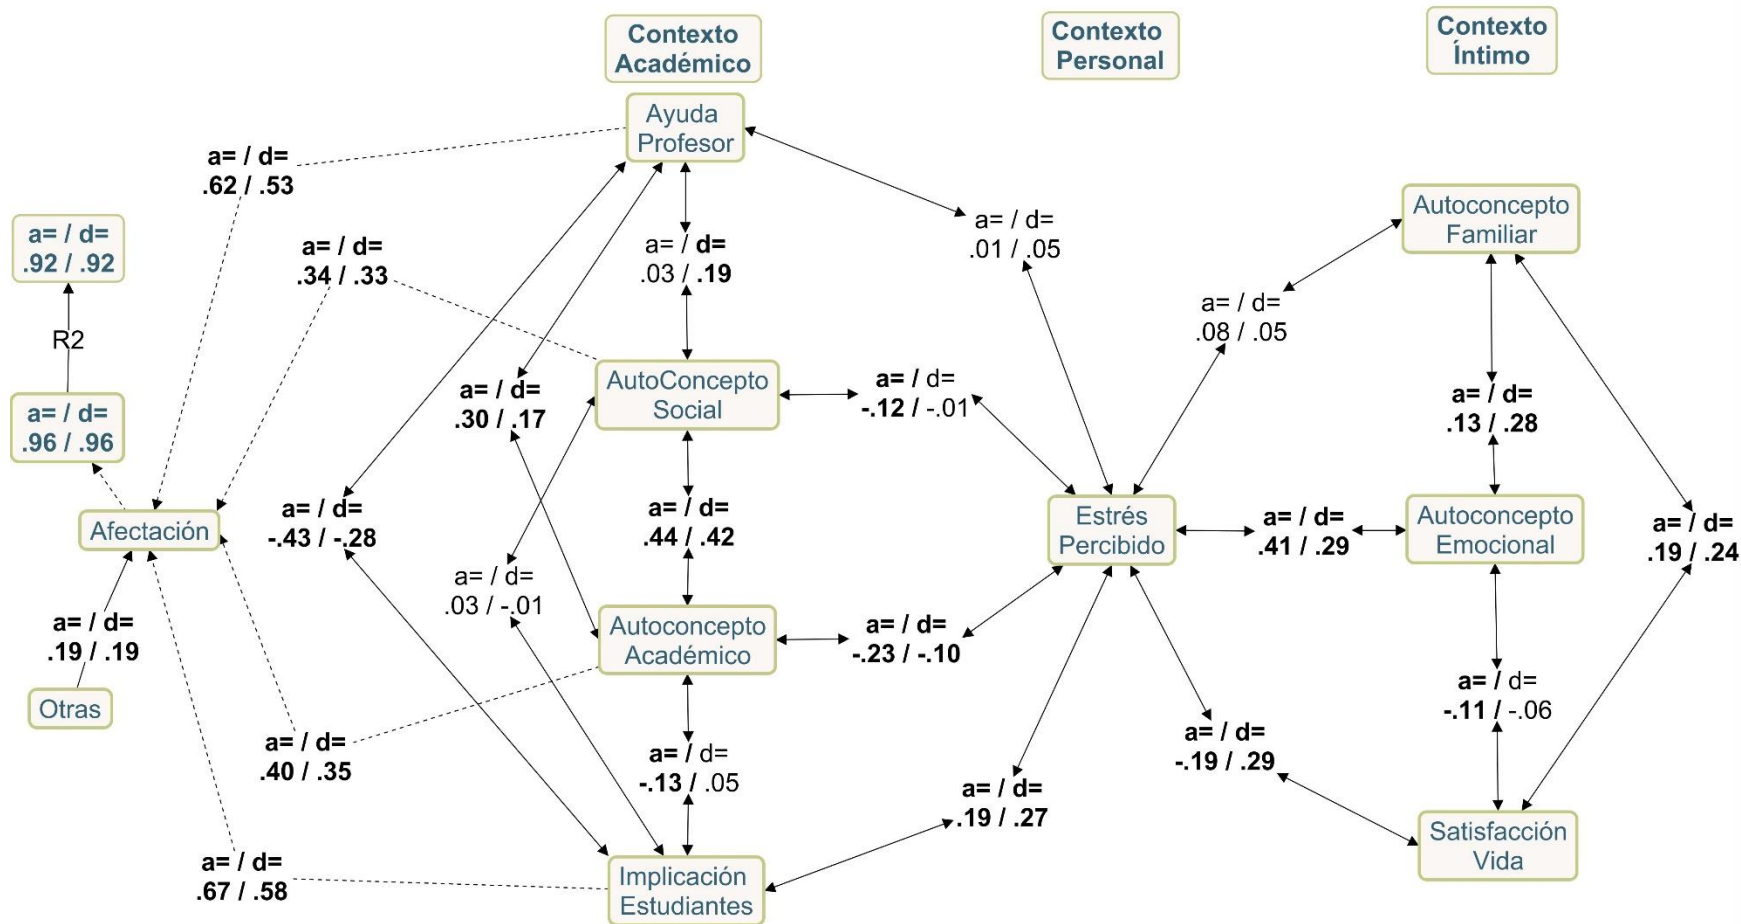 Contexto
Académico
Contexto
Personal
Contexto
Íntimo
Ayuda
Profesor
a= / d=
.62 / .53
a= / d=
.92 / .92
a= / d=
.34 / .33
a= / d=
.03 / .19
a= / d=
.01 / .05
Autoconcepto
Familiar
a= / d=
.08 / .05
R2
a= / d=
.96 / .96
a= / d=
.30 / .17
AutoConcepto
Social
a= / d=
-.12 / -.01
a= / d=
.13 / .28
Afectación
a= / d=
-.43 / -.28
a= / d=
.44 / .42
Estrés
Percibido
a= / d=
.41 / .29
Autoconcepto
Emocional
a= / d=
.19 / .24
a= / d=
.03 / -.01
a= / d=
.19 / .19
Autoconcepto
Académico
a= / d=
-.23 / -.10
Otras
a= / d=
-.11 / -.06
a= / d=
.40 / .35
a= / d=
-.13 / .05
a= / d=
-.19 / .29
a= / d=
.19 / .27
Satisfacción
Vida
a= / d=
.67 / .58
Implicación
Estudiantes